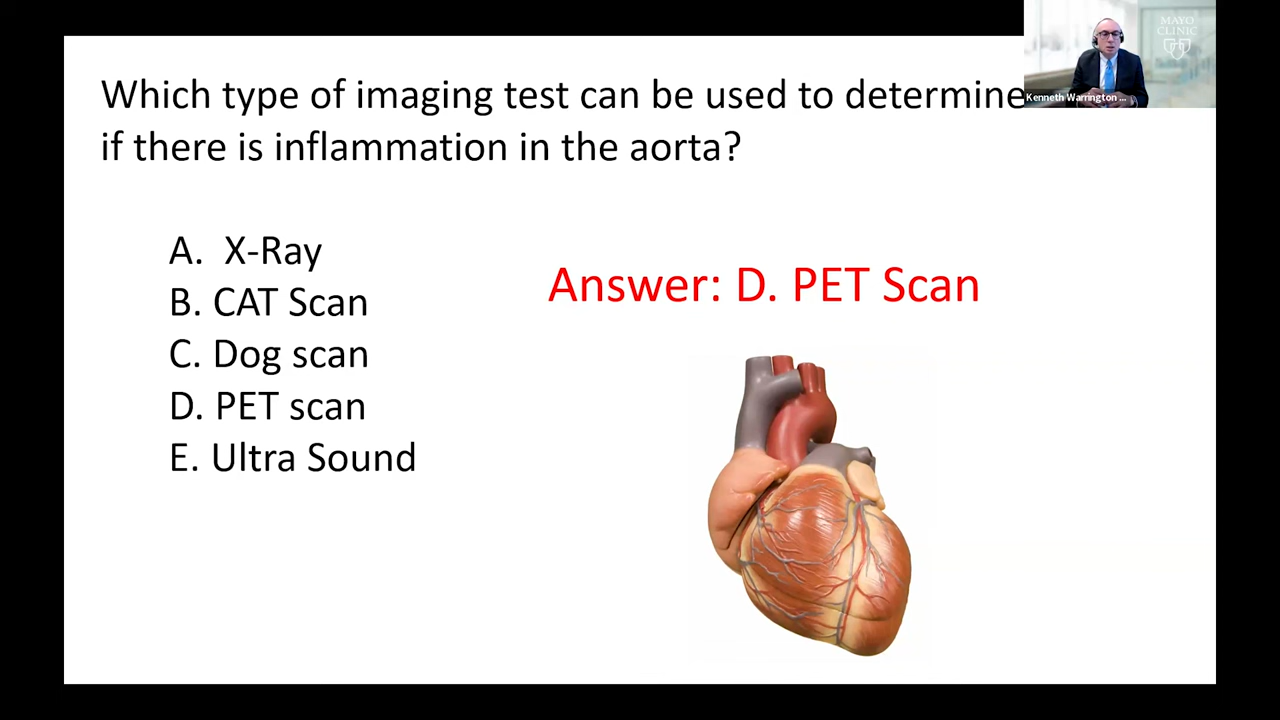 Which type of imaging test can be used to determine
if there is inflammation in the aorta?
A. X-Ray
B. CAT Scan
C. Dog scan
D. PET scan
E. Ultra Sound
Answer: D. PET Scan
MAYO
CLINIC
Kenneth Warrington ...